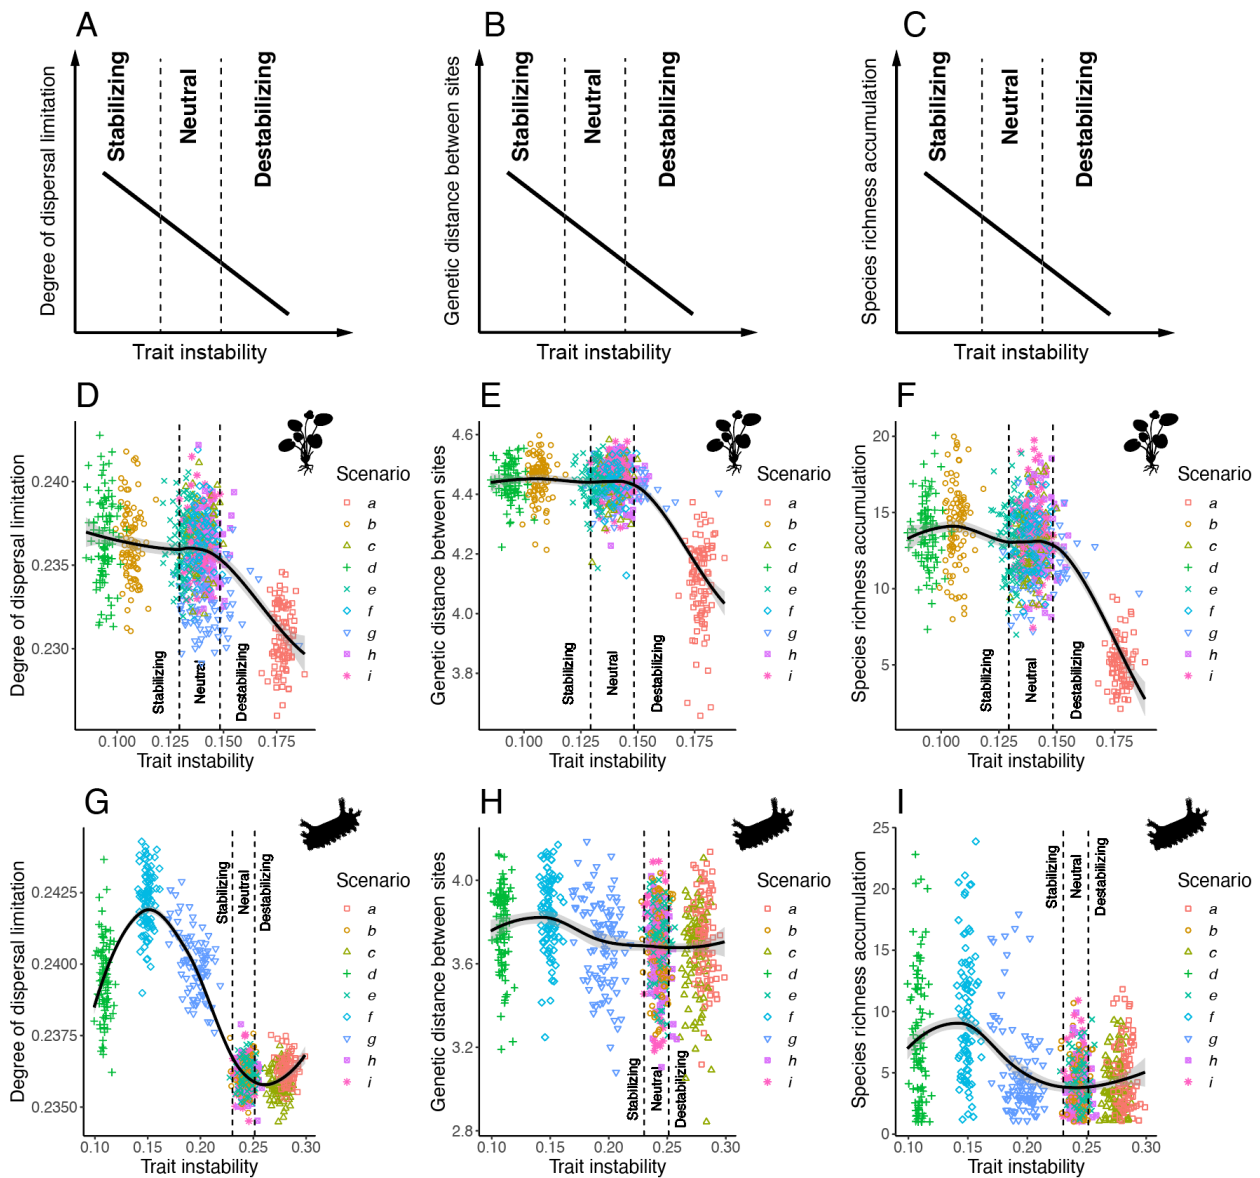 A
Degree of dispersal limitation
Stabilizing
Neutral
Destabilizing
Trait instability
B
Genetic distance between sites
Stabilizing
Neutral
Destabilizing
Trait instability
C
Species richness accumulation
Stabilizing
Neutral
Destabilizing
Trait instability
D
Degree of dispersal limitation
0.240
0.235
0.230
Stabilizing
Neutral
Destabilizing
0.100
0.125
0.150
0.175
Trait instability
Scenario
a
b
c
d
e
f
g
h
i
E
Genetic distance between sites
4.6
4.4
4.2
4.0
3.8
Stabilizing
Neutral
Destabilizing
0.100
0.125
0.150
0.175
Trait instability
Scenario
a
b
c
d
e
f
g
h
i
F
Species richness accumulation
20
15
10
5
Stabilizing
Neutral
Destabilizing
0.100
0.125
0.150
0.175
Trait instability
Scenario
a
b
c
d
e
f
g
h
i
G
Degree of dispersal limitation
0.2425
0.2400
0.2375
0.2350
Stabilizing
Neutral
Destabilizing
0.10
0.15
0.20
0.25
0.30
Trait instability
Scenario
a
b
c
d
e
f
g
h
i
H
Genetic distance between sites
4.0
3.6
3.2
2.8
Stabilizing
Neutral
Destabilizing
0.10
0.15
0.20
0.25
0.30
Trait instability
Scenario
a
b
c
d
e
f
g
h
i
I
Species richness accumulation
25
20
15
10
5
0
Stabilizing
Neutral
Destabilizing
0.10
0.15
0.20
0.25
0.30
Trait instability
Scenario
a
b
c
d
e
f
g
h
i